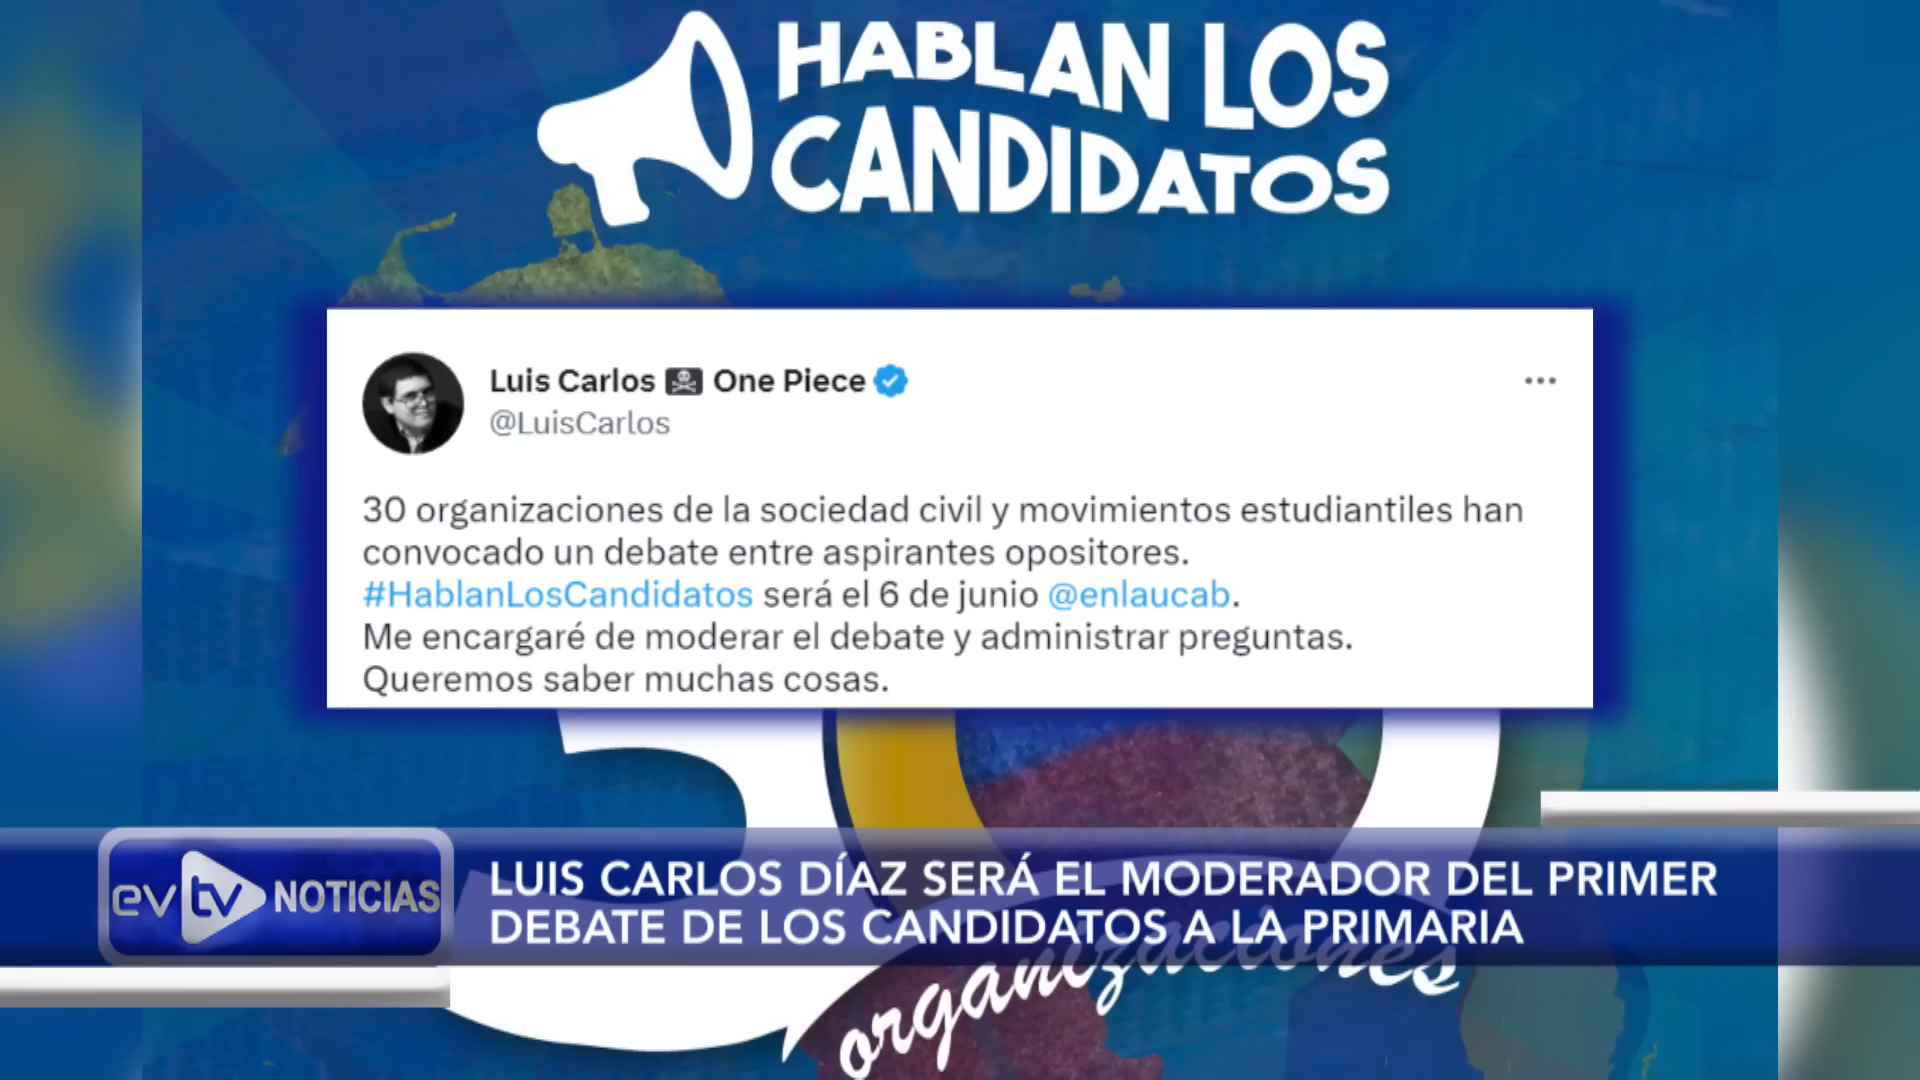 HABLAN LOS
CANDIDATOS
Luis Carlos 🏴‍☠️ One Piece
@LuisCarlos
30 organizaciones de la sociedad civil y movimientos estudiantiles han
convocado un debate entre aspirantes opositores.
#HablanLosCandidatos será el 6 de junio @enlaucab.
Me encargaré de moderar el debate y administrar preguntas.
Queremos saber muchas cosas.
30
evtv NOTICIAS
LUIS CARLOS DÍAZ SERÁ EL MODERADOR DEL PRIMER
DEBATE DE LOS CANDIDATOS A LA PRIMARIA
organizaciones